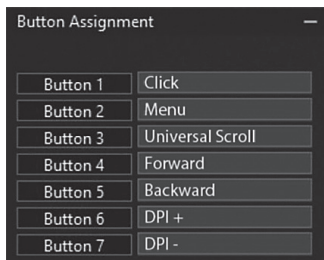 Button Assignment
Button 1 Click
Button 2 Menu
Button 3 Universal Scroll
Button 4 Forward
Button 5 Backward
Button 6 DPI +
Button 7 DPI -